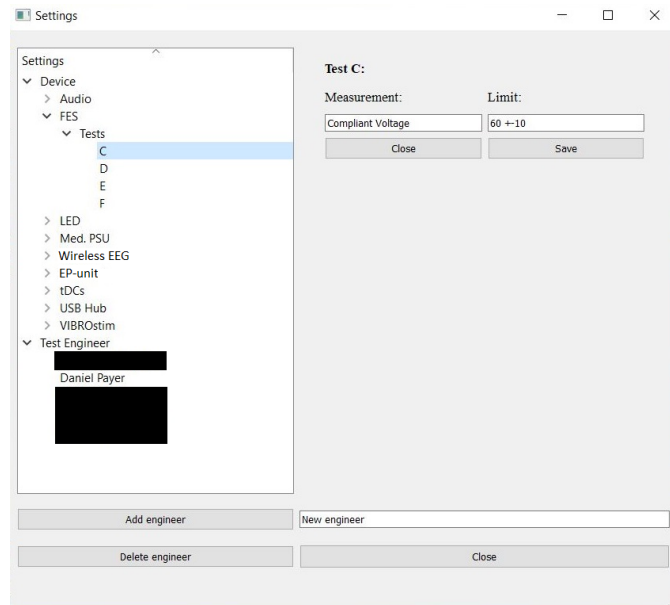 Settings
Settings
Device
Audio
FES
Tests
C
D
E
F
LED
Med. PSU
Wireless EEG
EP-unit
tDCs
USB Hub
VIBROstim
Test Engineer
Daniel Payer
Test C:
Measurement: Limit:
Compliant Voltage 60 +-10
Close Save
Add engineer New engineer
Delete engineer Close